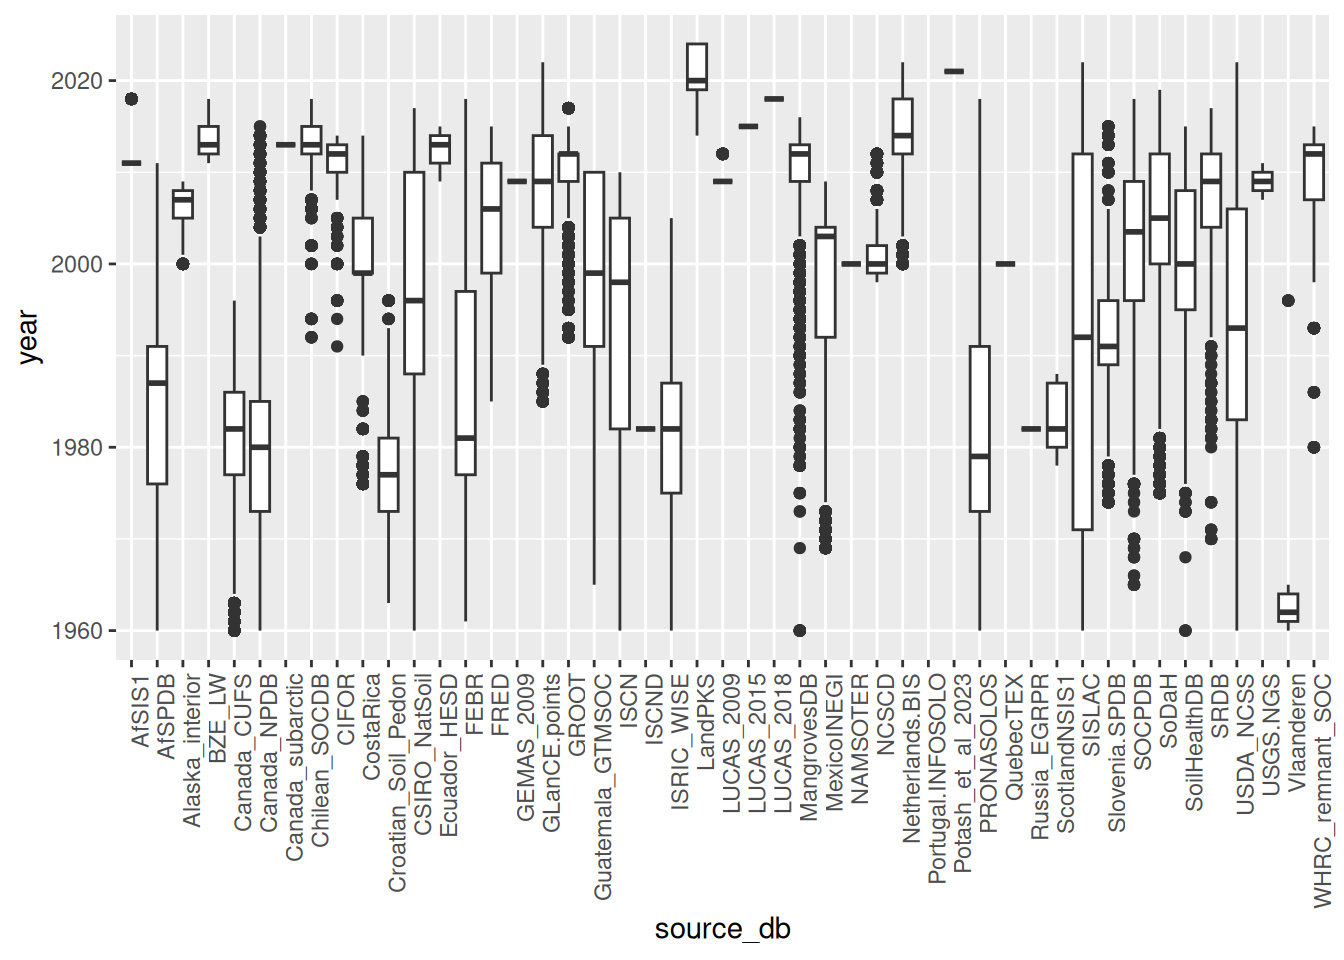 2020
2000
1980
1960
year
AfSIS1
AfSPDB
Alaska_interior
BZE_LW
Canada_CUFS
Canada_NPDB
Canada_subarctic
Chilean_SOCDB
CIFOR
CostaRica
Croatian_Soil_Pedon
CSIRO_NatSoil
Ecuador_HESD
FEBR
FRED
GEMAS_2009
GLanCE.points
GROOT
Guatemala_GTMSOC
ISCN
ISCND
ISRIC_WISE
LandPKS
LUCAS_2009
LUCAS_2015
LUCAS_2018
MangrovesDB
MexicoINEGI
NAMSOTER
NCSCD
Netherlands.BIS
Portugal.INFOSOLO
Potash_et_al_2023
PRONASOLOS
QuebecTEX
Russia_EGRPR
ScotlandNSIS1
SISLAC
Slovenia.SPDB
SOCPDB
SoDaH
SoilHealthDB
SRDB
USDA_NCSS
USGS.NGS
Vlaanderen
WHRC_remnant_SOC
source_db